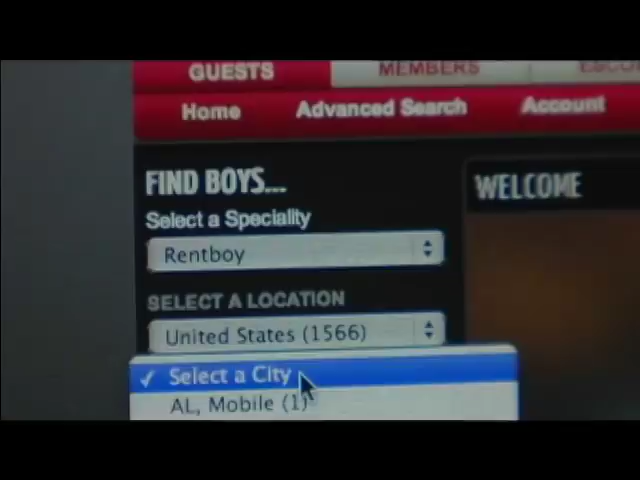 GUESTS MEMBERS
Home Advanced Search Account
FIND BOYS...
WELCOME
Select a Speciality
Rentboy
SELECT A LOCATION
United States (1566)
✓ Select a City
AL, Mobile (1)